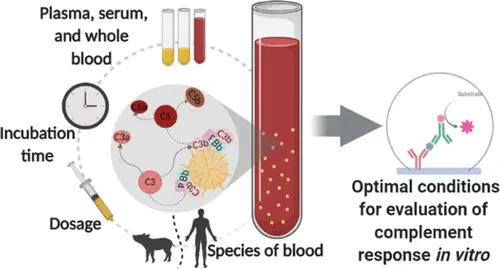 Plasma, serum,
and whole
blood
Incubation
time
Dosage
Species of blood
C3
C3b
C3a
C3b
Bb
C3
Bb
C3b
Substrate
Optimal conditions
for evaluation of
complement
response in vitro